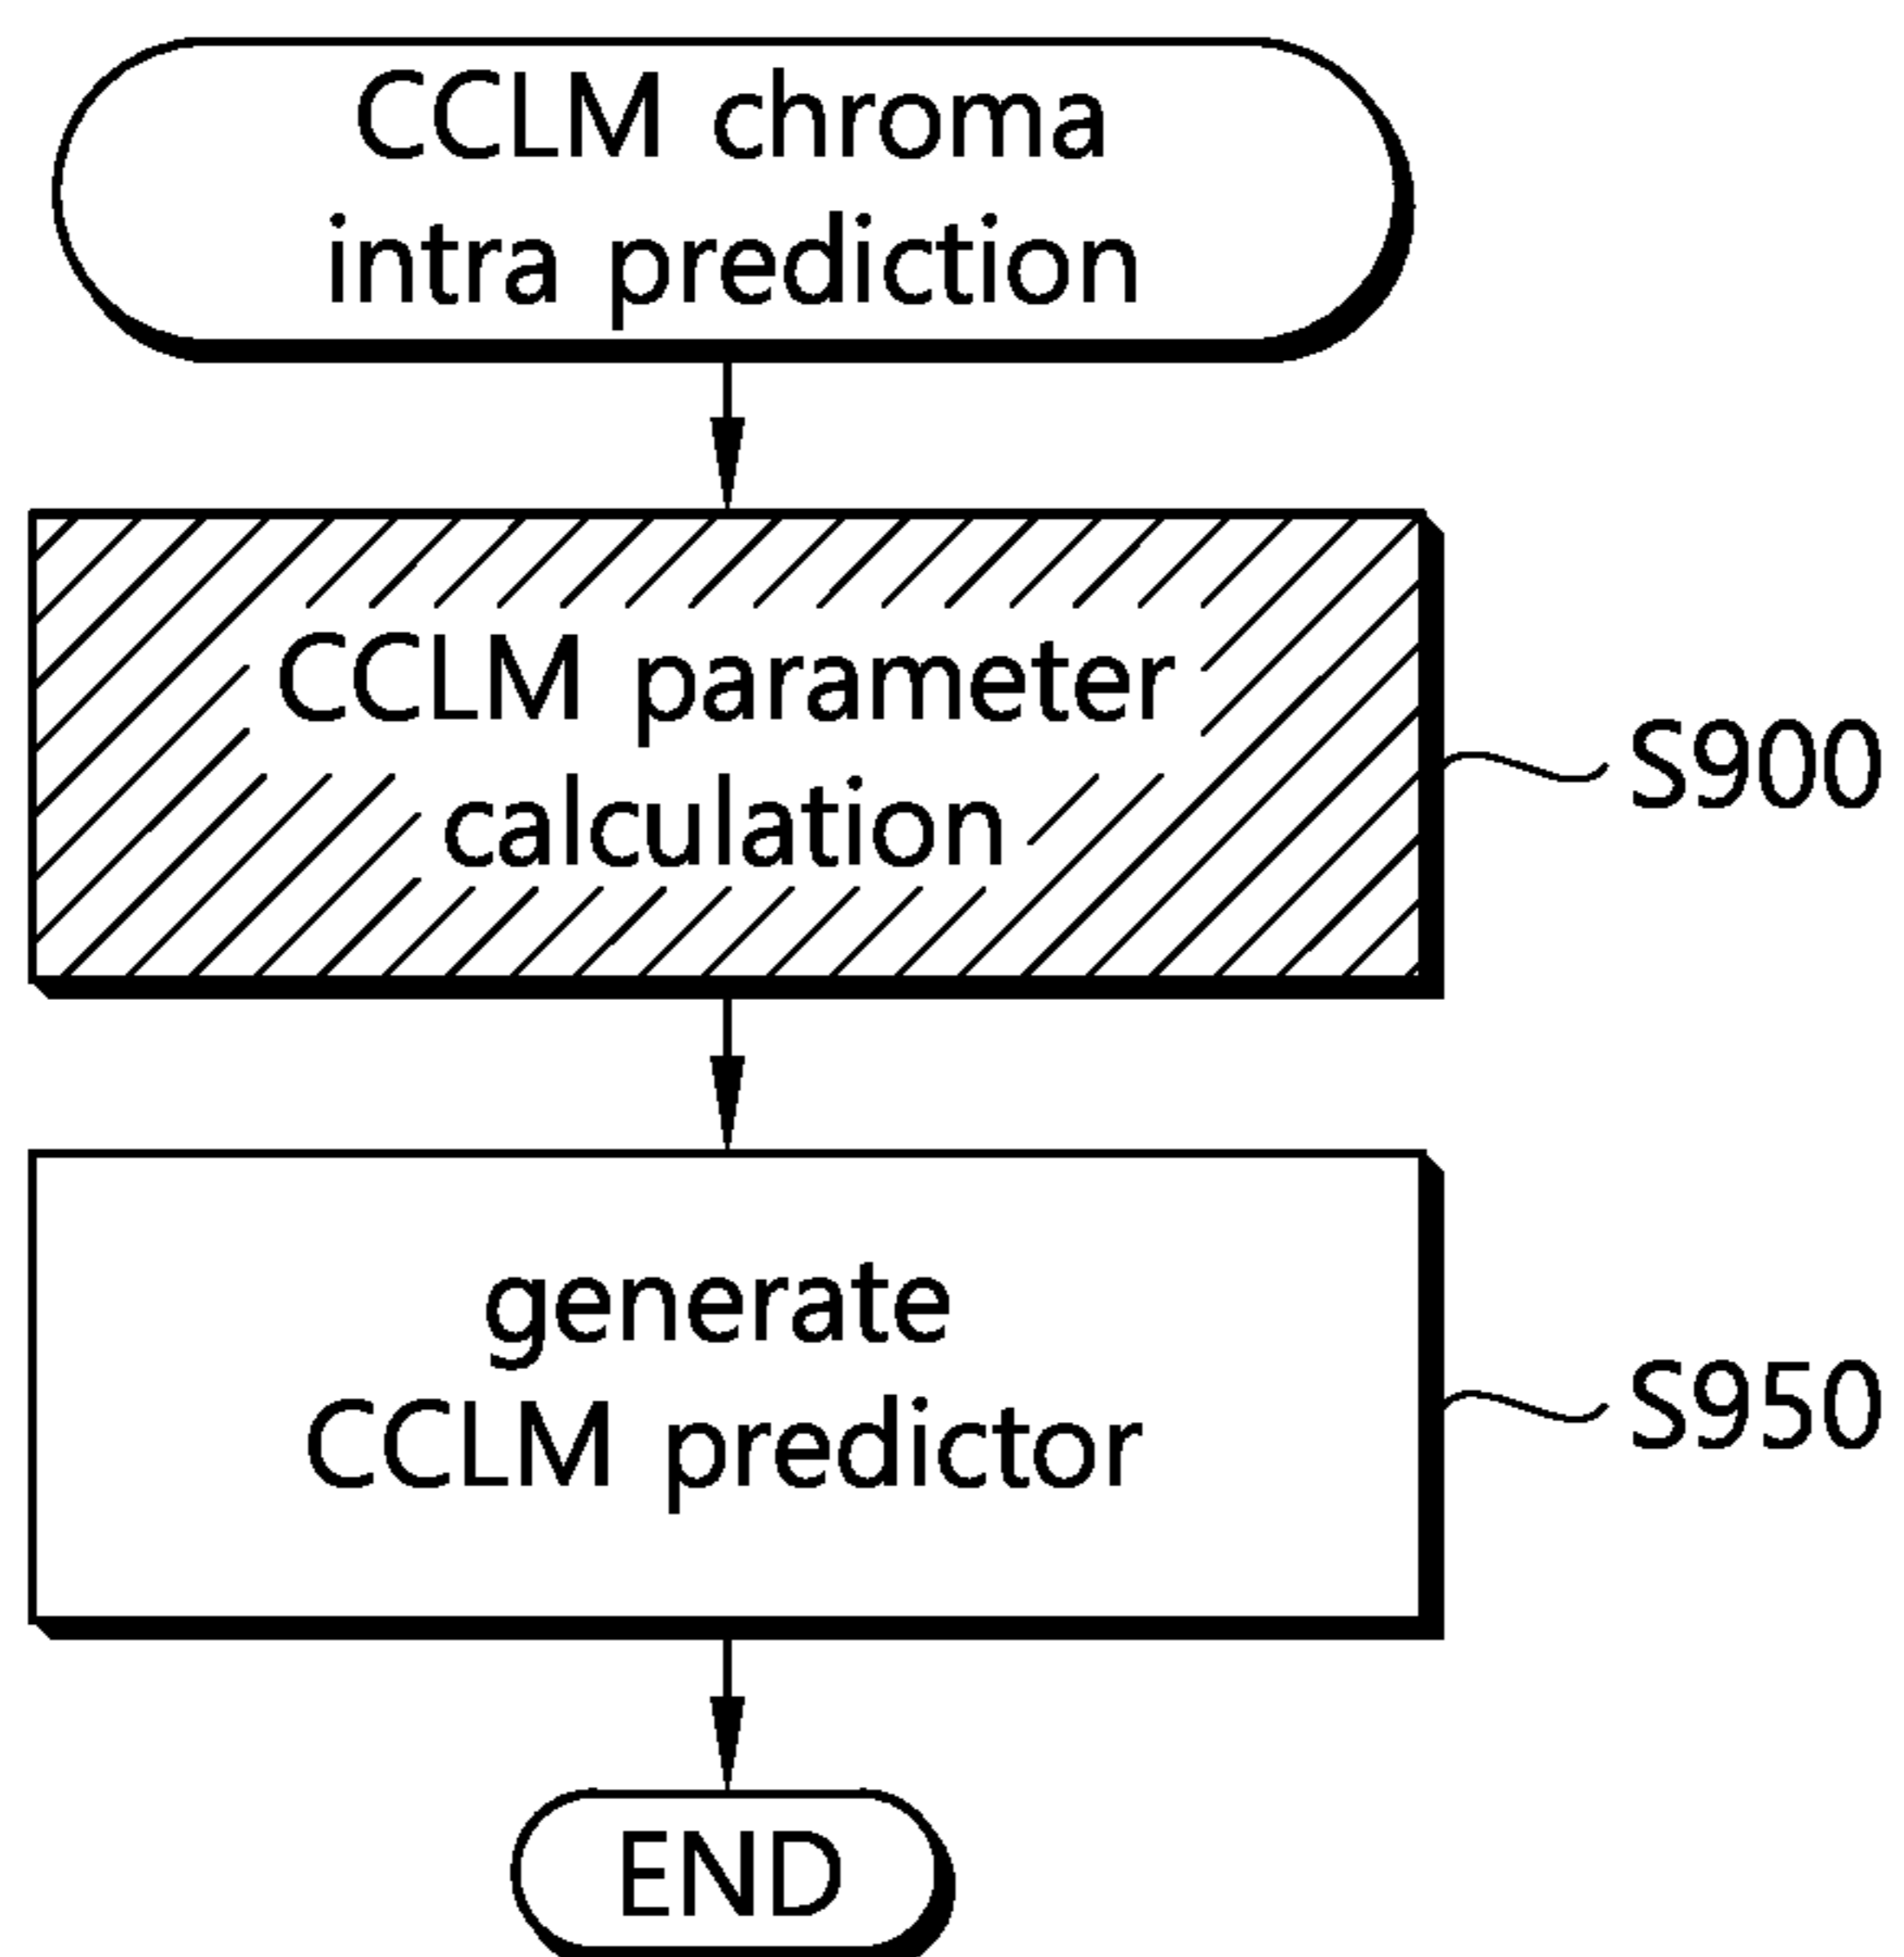 CCLM chroma
intra prediction
CCLM parameter
calculation
S900
generate
CCLM predictor
S950
END